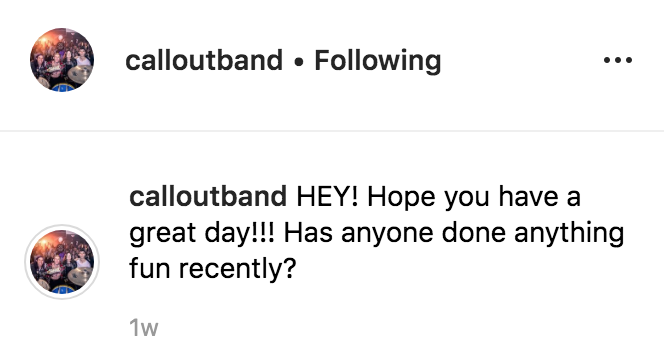 calloutband • Following
calloutband HEY! Hope you have a
great day!!! Has anyone done anything
fun recently?
1w